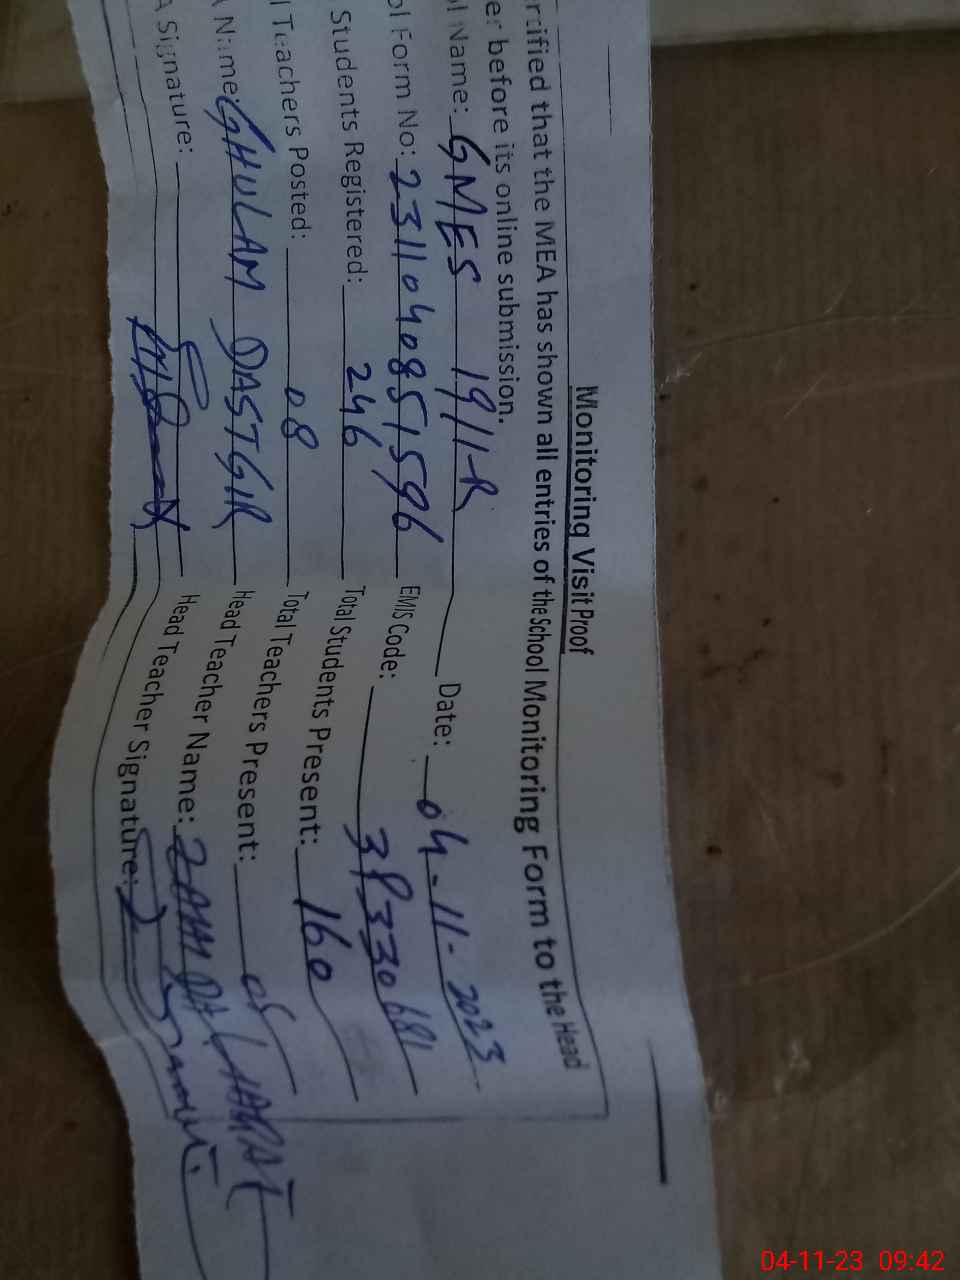 Monitoring Visit Proof
rtified that the MEA has shown all entries of the School Monitoring Form to the Head
er before its online submission.
ol Name: GMES 19/1-R Date: 04-11-2023
ol Form No: 2311040851596 EMIS Code: 38330681
Students Registered: 246 Total Students Present: 160
l Teachers Posted: 08 Total Teachers Present: 05
A Name: GHULAM DASTGIR Head Teacher Name:
A Signature: Head Teacher Signature:
04-11-23 09:42